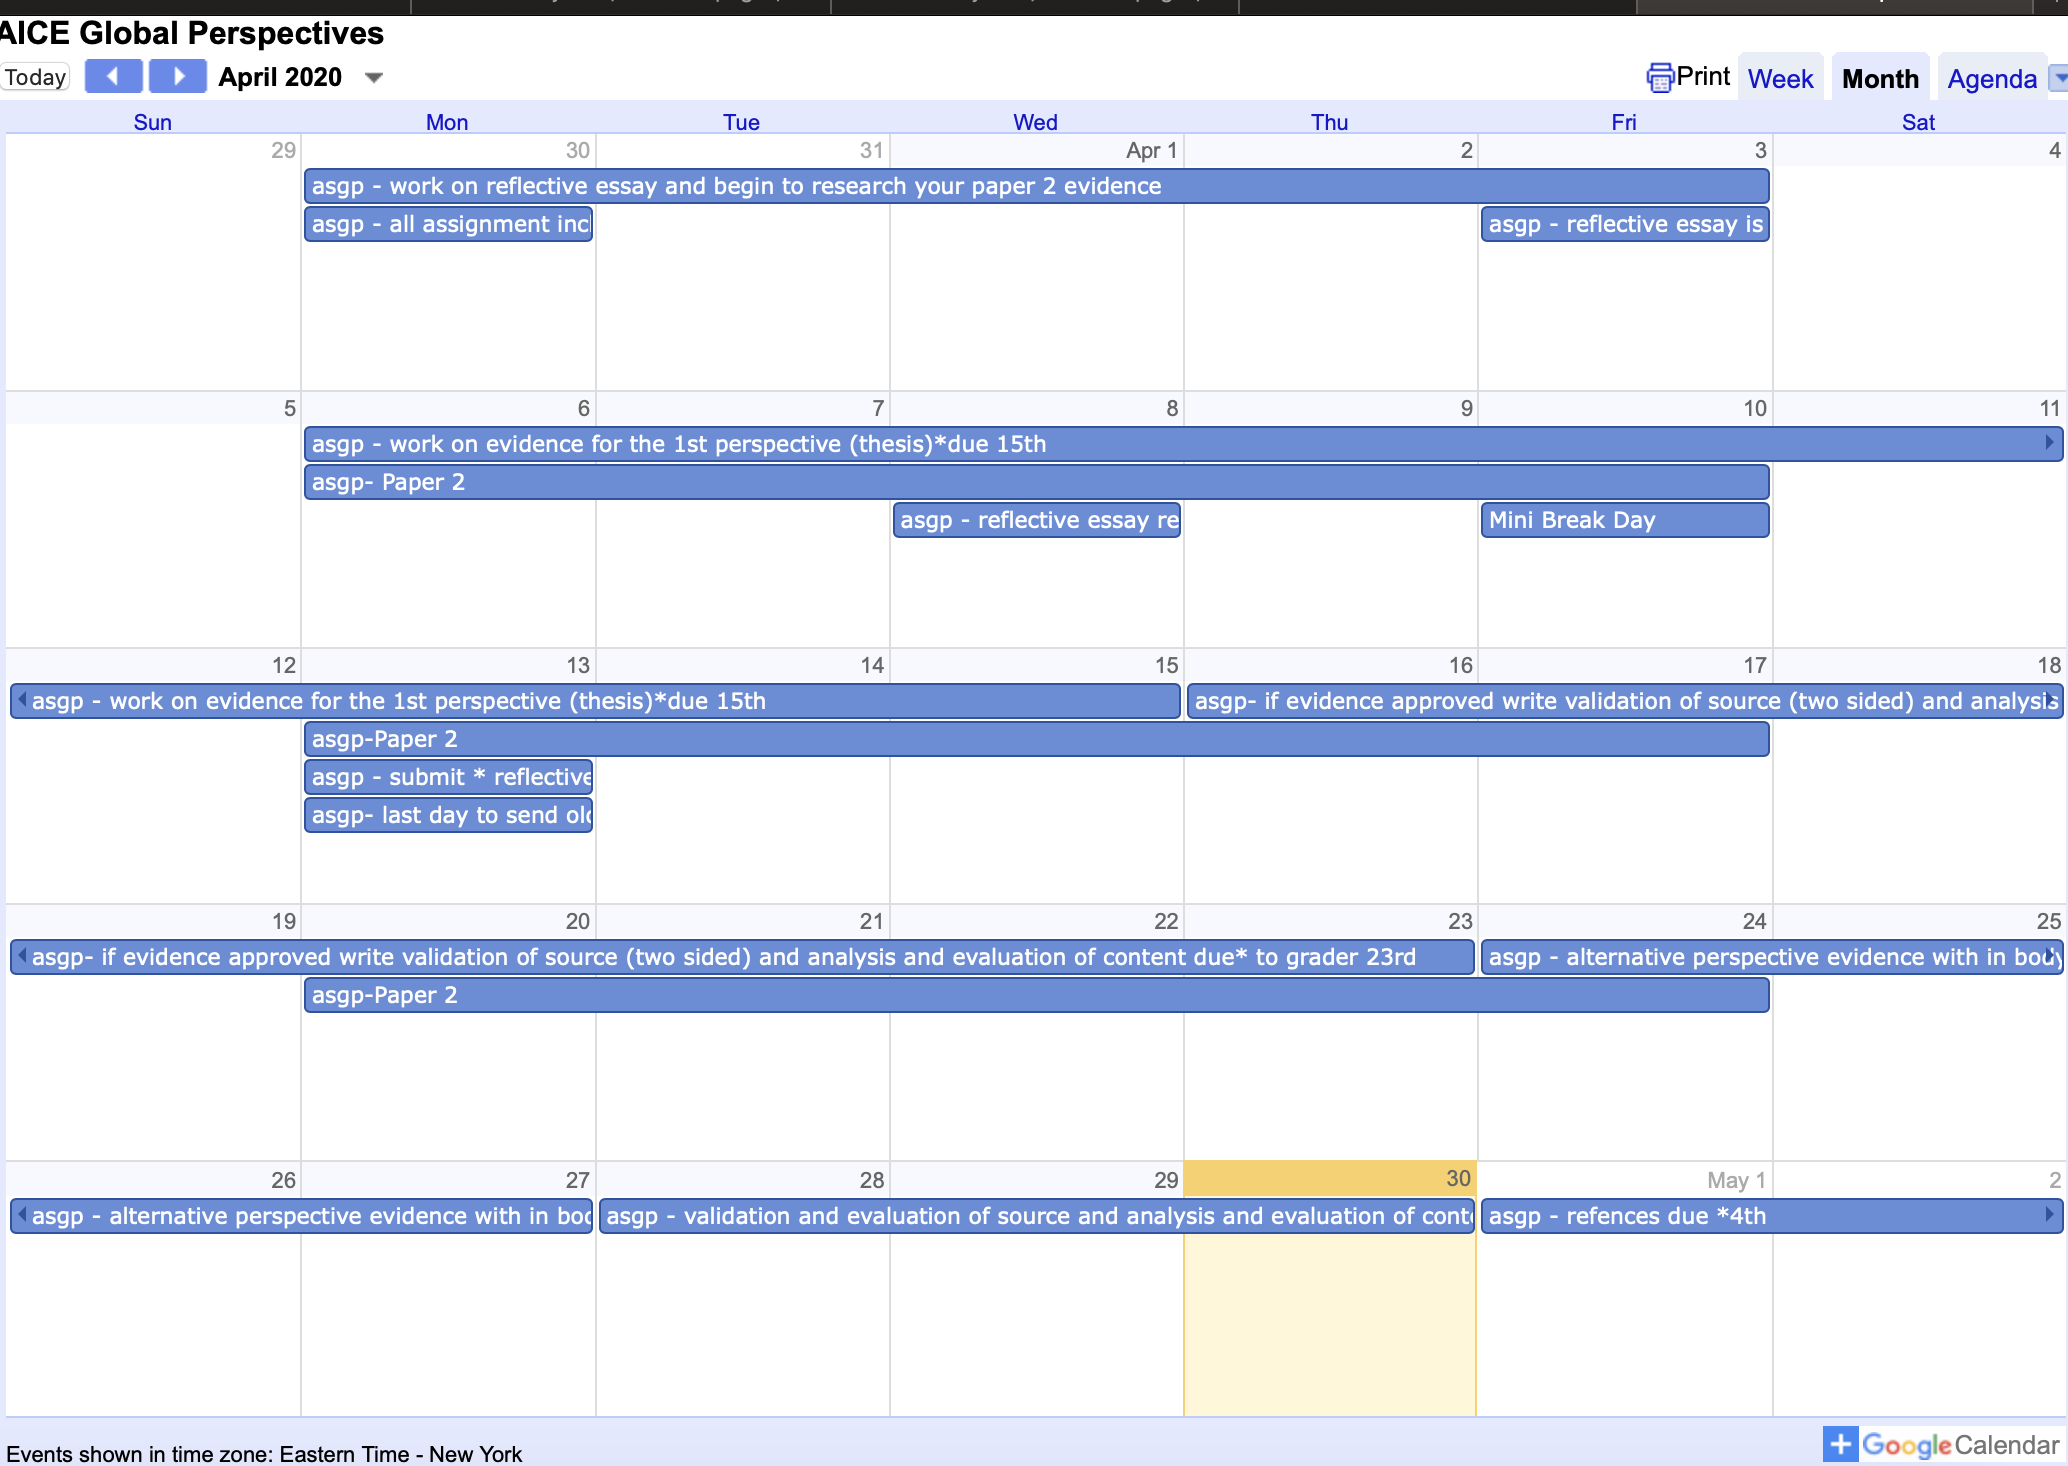 AICE Global Perspectives
Today April 2020 Print Week Month Agenda
Sun Mon Tue Wed Thu Fri Sat
29 30 31 Apr 1 2 3 4
asgp - work on reflective essay and begin to research your paper 2 evidence
asgp - all assignment incl asgp - reflective essay is
5 6 7 8 9 10 11
asgp - work on evidence for the 1st perspective (thesis)*due 15th
asgp- Paper 2
asgp - reflective essay re Mini Break Day
12 13 14 15 16 17 18
asgp - work on evidence for the 1st perspective (thesis)*due 15th asgp- if evidence approved write validation of source (two sided) and analysis
asgp-Paper 2
asgp - submit * reflective
asgp- last day to send old
19 20 21 22 23 24 25
asgp- if evidence approved write validation of source (two sided) and analysis and evaluation of content due* to grader 23rd asgp - alternative perspective evidence with in body
asgp-Paper 2
26 27 28 29 30 May 1 2
asgp - alternative perspective evidence with in bod asgp - validation and evaluation of source and analysis and evaluation of conte asgp - refences due *4th
Events shown in time zone: Eastern Time - New York + Google Calendar